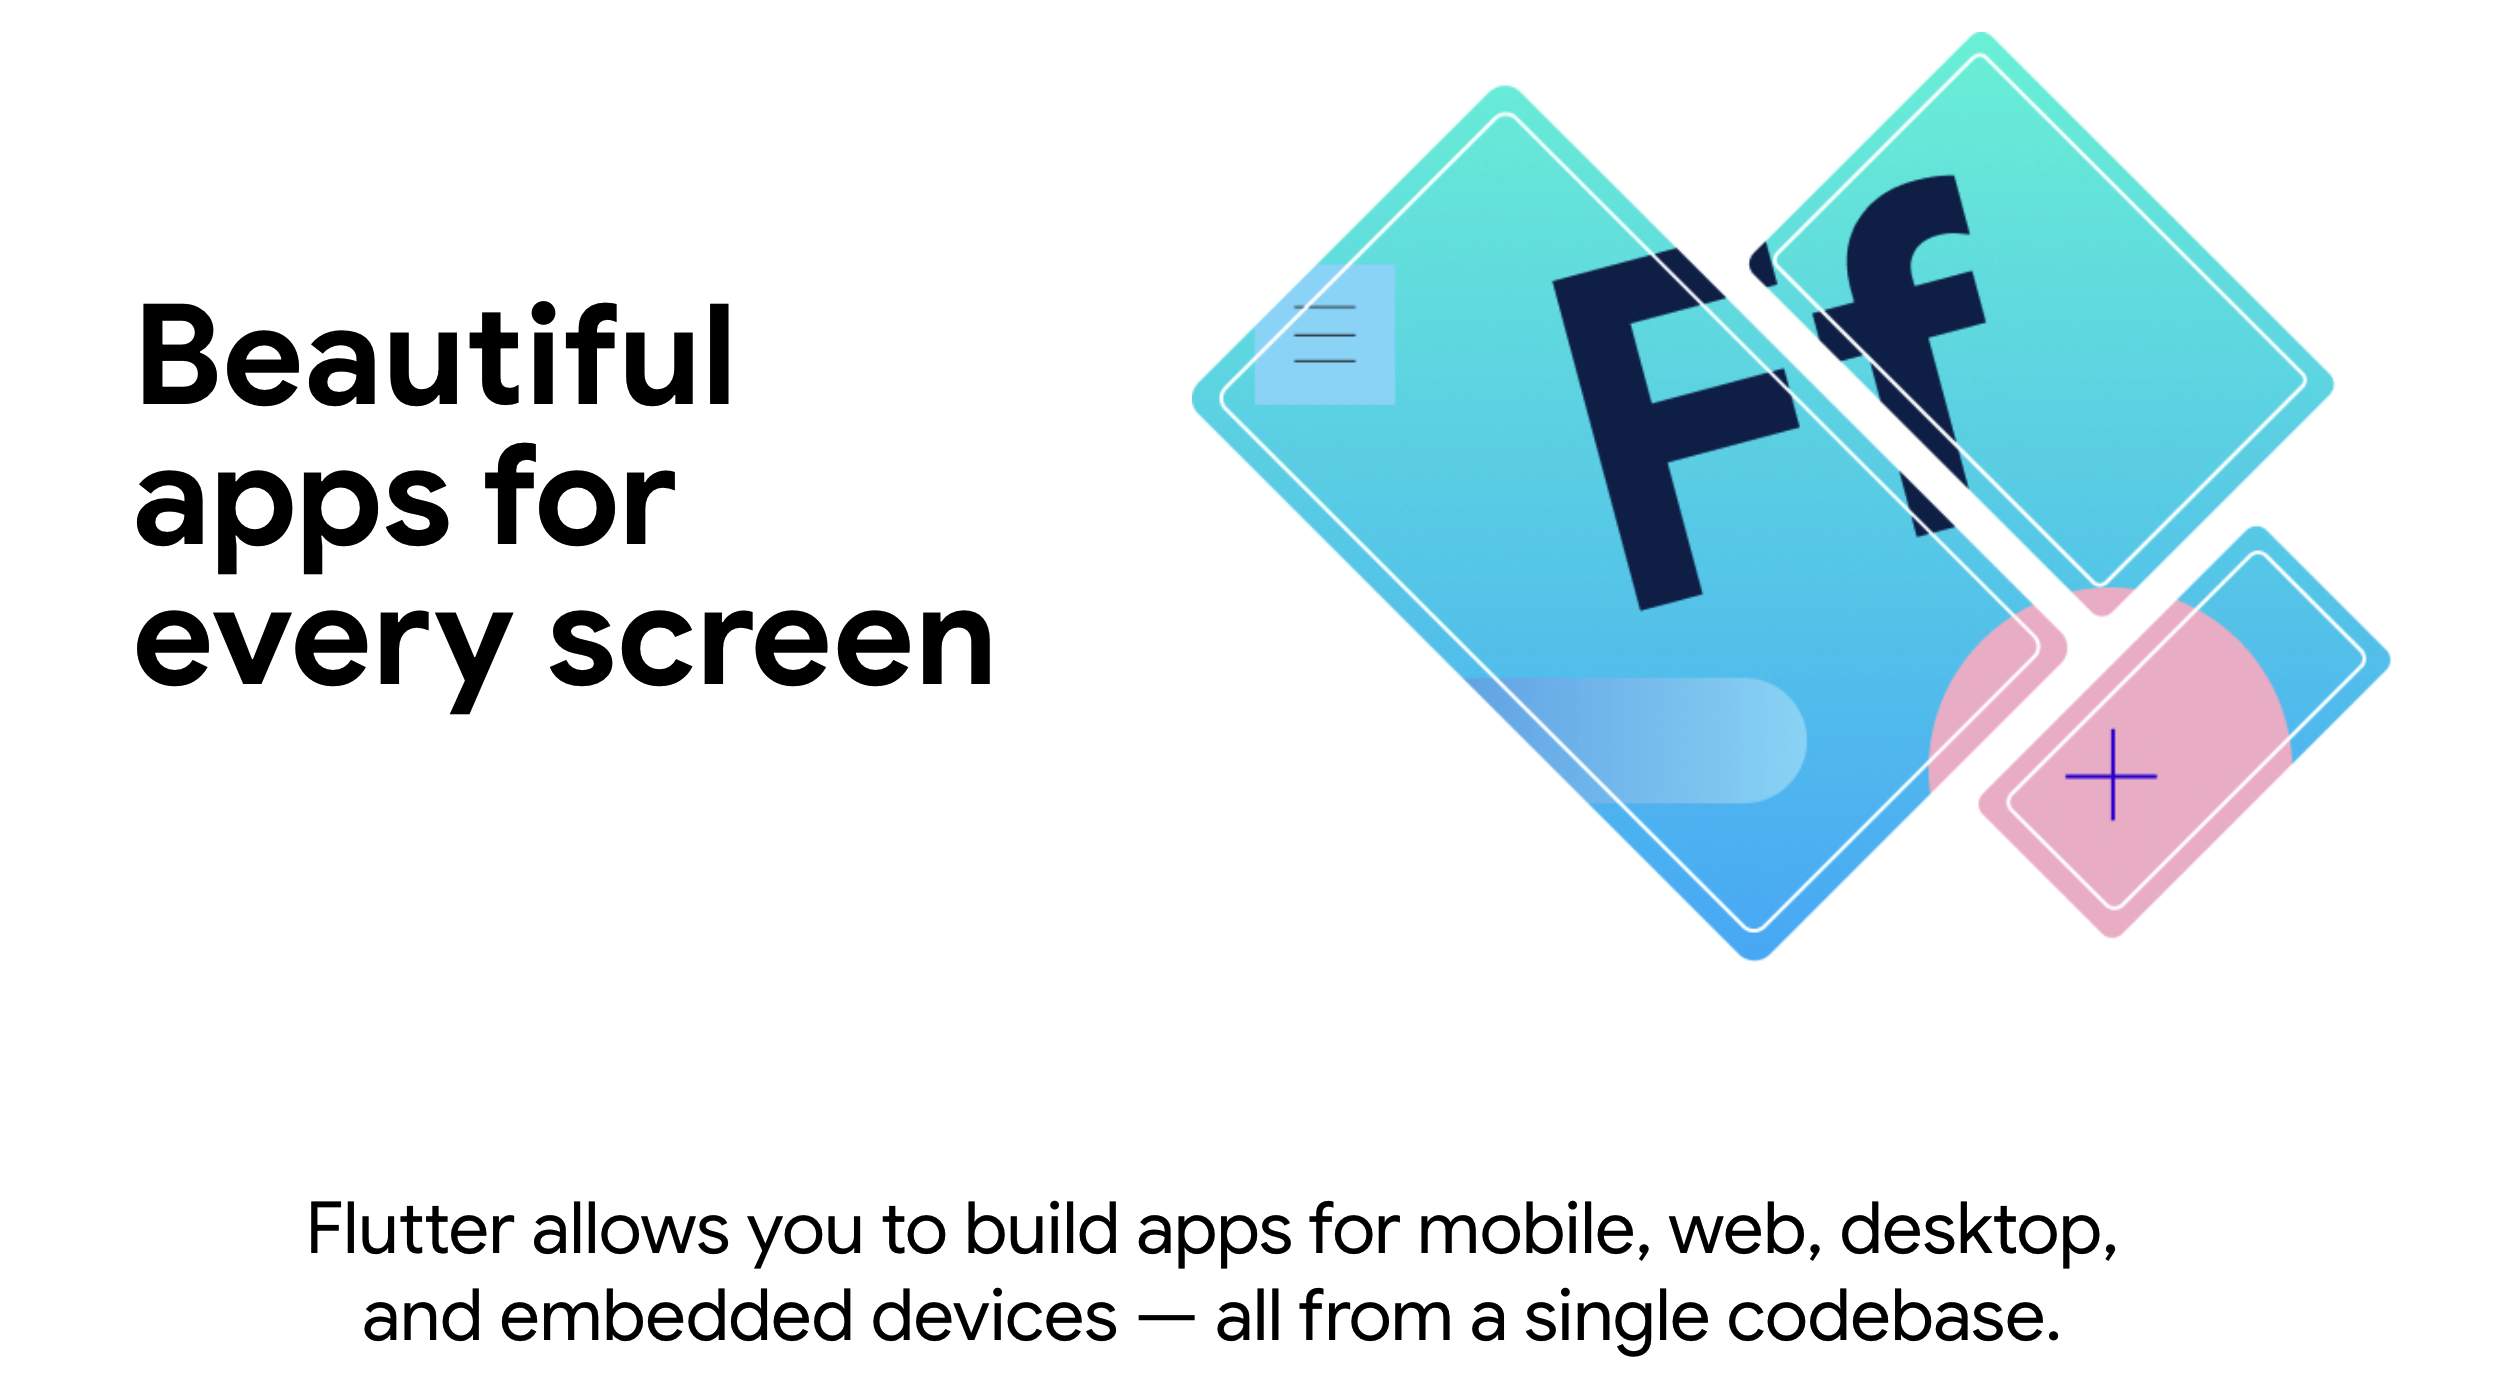 Beautiful
apps for
every screen
Ff
Flutter allows you to build apps for mobile, web, desktop,
and embedded devices — all from a single codebase.